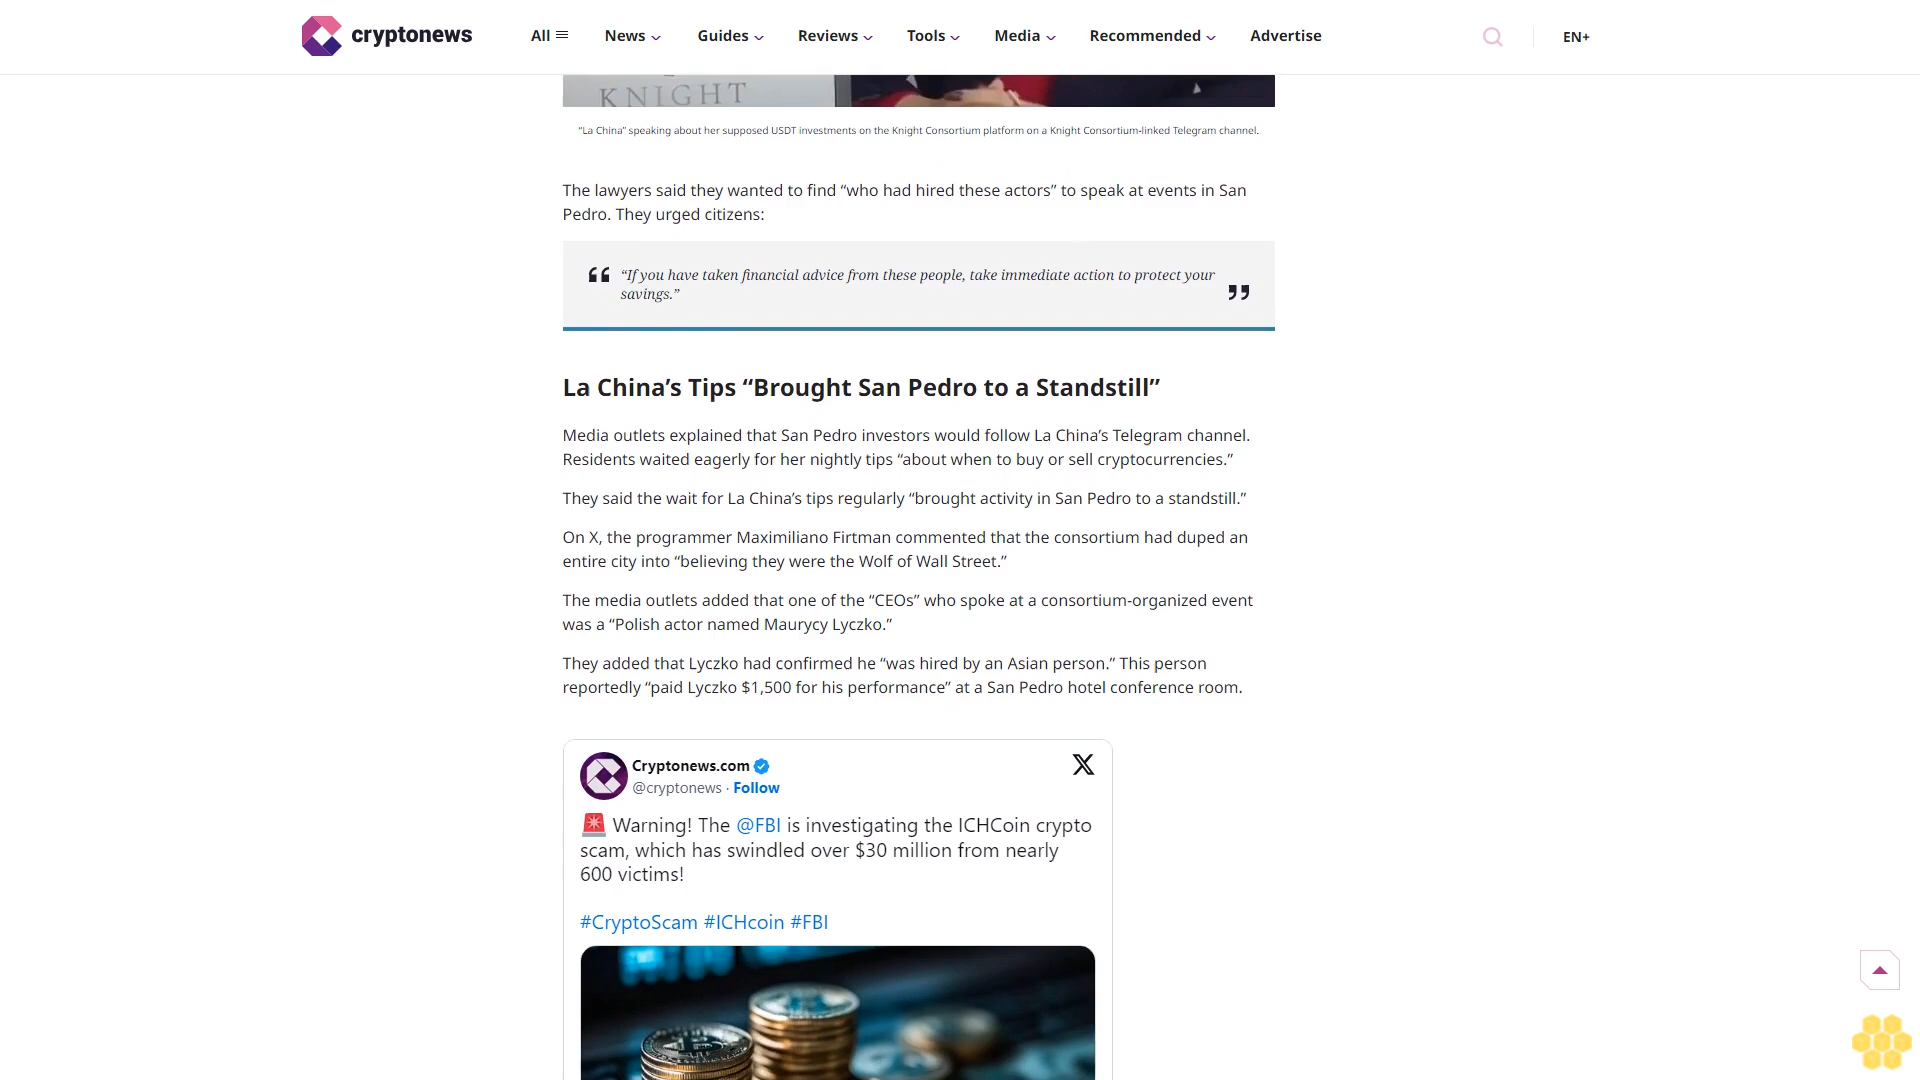 cryptonews
All
News
Guides
Reviews
Tools
Media
Recommended
Advertise
EN+
KNIGHT
“La China” speaking about her supposed USDT investments on the Knight Consortium platform on a Knight Consortium-linked Telegram channel.
The lawyers said they wanted to find “who had hired these actors” to speak at events in San
Pedro. They urged citizens:
“If you have taken financial advice from these people, take immediate action to protect your
savings.”
La China’s Tips “Brought San Pedro to a Standstill”
Media outlets explained that San Pedro investors would follow La China’s Telegram channel.
Residents waited eagerly for her nightly tips “about when to buy or sell cryptocurrencies.”
They said the wait for La China’s tips regularly “brought activity in San Pedro to a standstill.”
On X, the programmer Maximiliano Firtman commented that the consortium had duped an
entire city into “believing they were the Wolf of Wall Street.”
The media outlets added that one of the “CEOs” who spoke at a consortium-organized event
was a “Polish actor named Maurycy Lyczko.”
They added that Lyczko had confirmed he “was hired by an Asian person.” This person
reportedly “paid Lyczko $1,500 for his performance” at a San Pedro hotel conference room.
Cryptonews.com
@cryptonews · Follow
🚨 Warning! The @FBI is investigating the ICHCoin crypto
scam, which has swindled over $30 million from nearly
600 victims!
#CryptoScam #ICHcoin #FBI